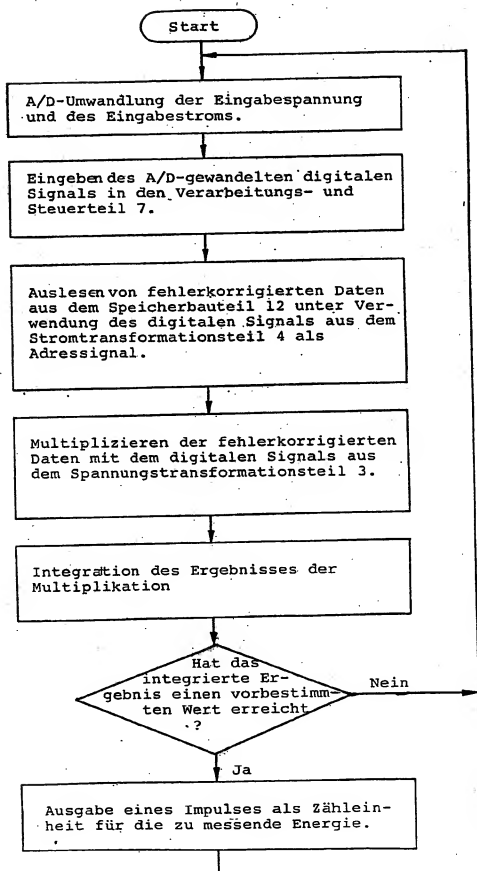 Start
A/D-Umwandlung der Eingabespannung
und des Eingabestroms.
Eingeben des A/D-gewandelten digitalen
Signals in den Verarbeitungs- und
Steuerteil 7.
Auslesen von fehlerkorrigierten Daten
aus dem Speicherbauteil 12 unter Ver-
wendung des digitalen Signals aus dem
Stromtransformationsteil 4 als
Adressignal.
Multiplizieren der fehlerkorrigierten
Daten mit dem digitalen Signals aus
dem Spannungstransformationsteil 3.
Integration des Ergebnisses der
Multiplikation
Hat das
integrierte Er-
gebnis einen vorbestimm-
ten Wert erreicht
?
Nein
Ja
Ausgabe eines Impulses als Zählein-
heit für die zu messende Energie.